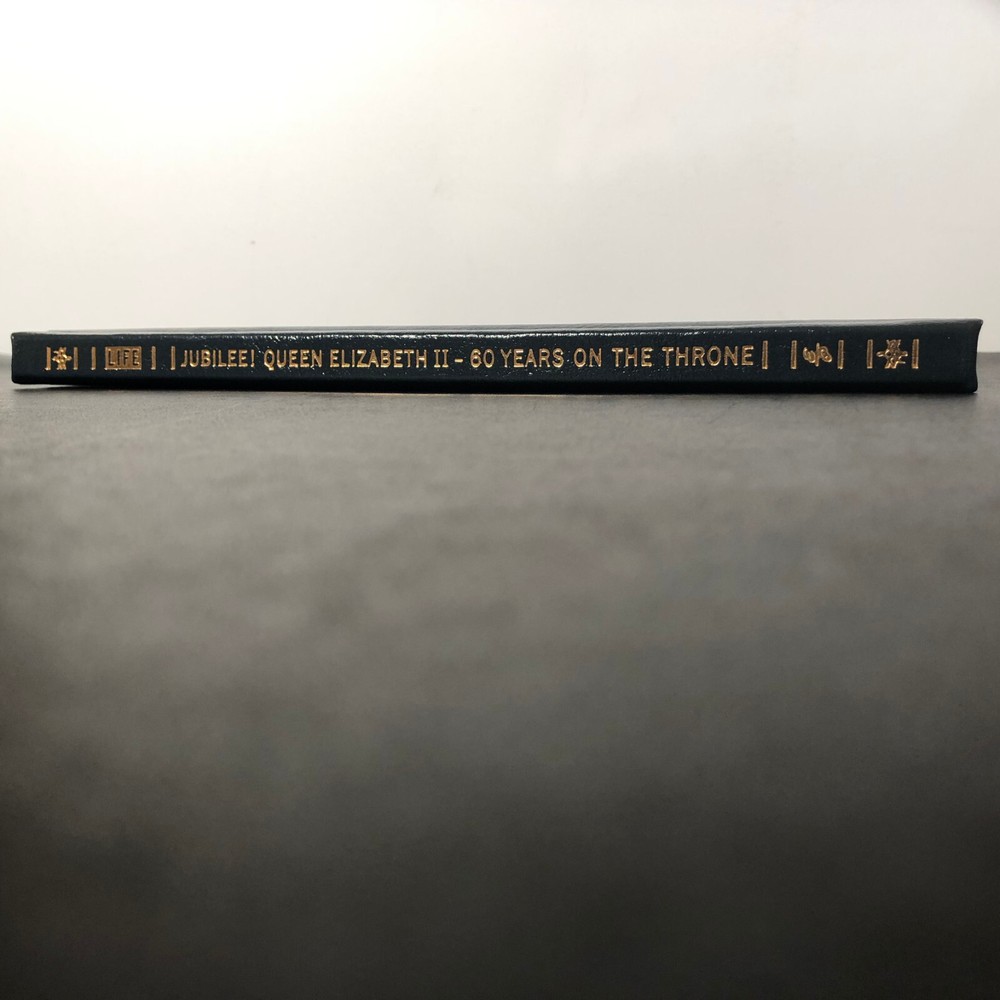 LIFE JUBILEE! QUEEN ELIZABETH II – 60 YEARS ON THE THRONE